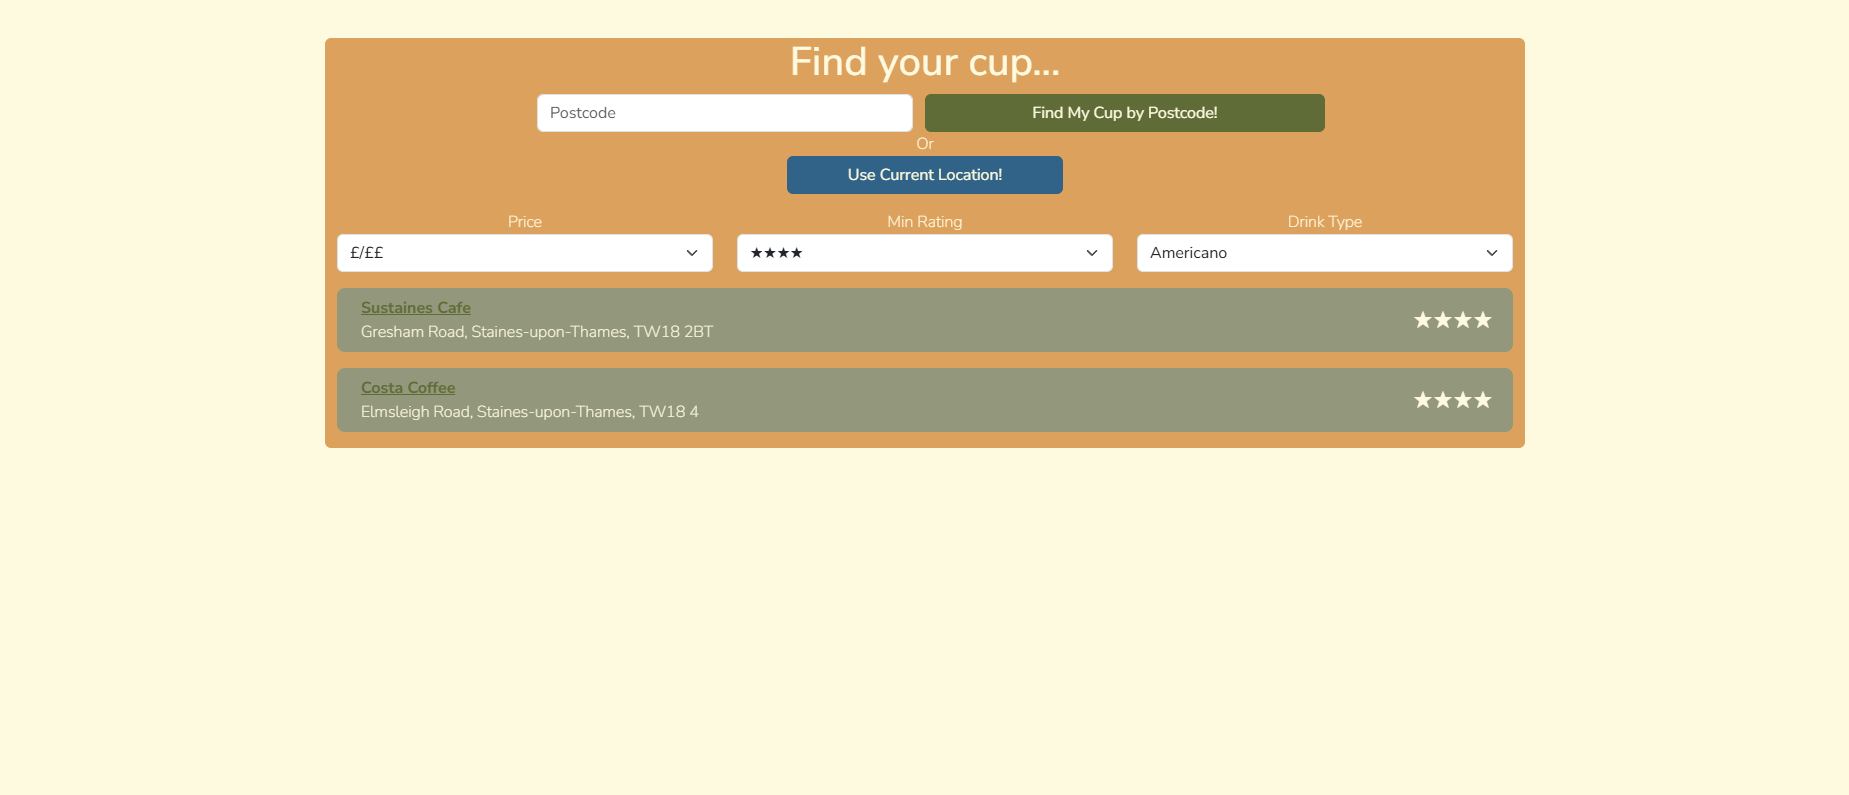 Find your cup...
Postcode
Find My Cup by Postcode!
Or
Use Current Location!
Price
Min Rating
Drink Type
£/££
★★★★
Americano
Sustaines Cafe
Gresham Road, Staines-upon-Thames, TW18 2BT
★★★★
Costa Coffee
Elmsleigh Road, Staines-upon-Thames, TW18 4
★★★★